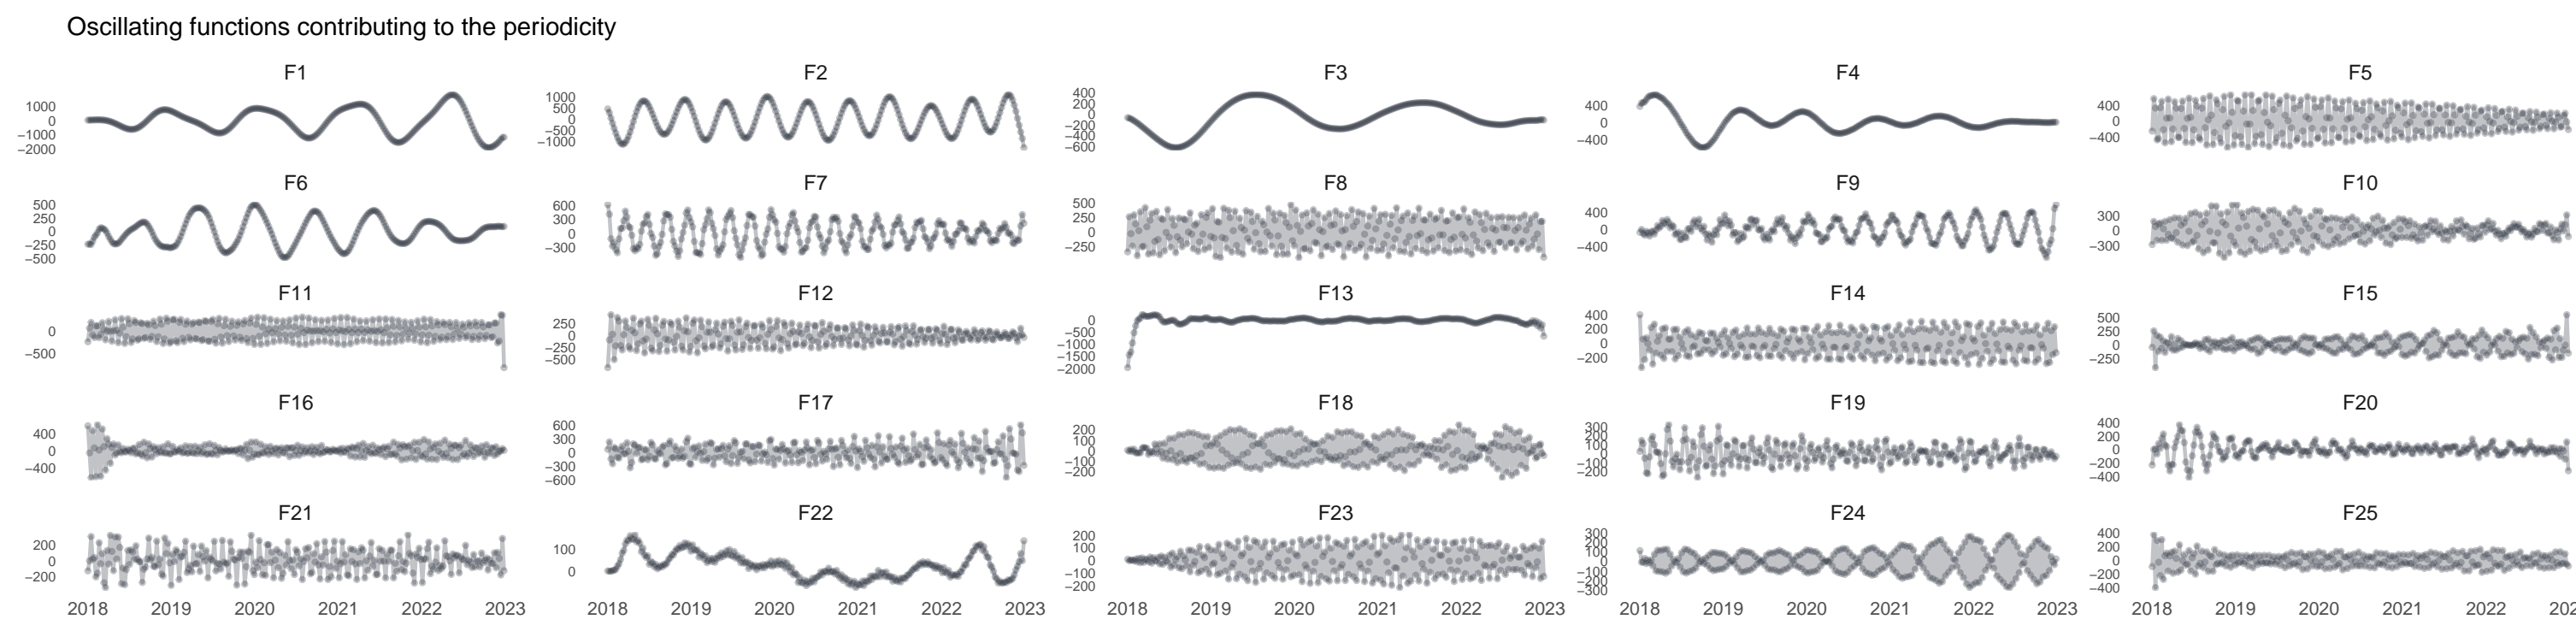 Oscillating functions contributing to the periodicity
F1 F2 F3 F4 F5
1000 0 −1000 −2000
1000 500 0 −500 −1000
400 200 0 −200 −400 −600
400 0 −400
400 0 −400
F6 F7 F8 F9 F10
500 250 0 −250 −500
600 300 0 −300
500 250 0 −250
400 0 −400
300 0 −300
F11 F12 F13 F14 F15
0 −500
250 0 −250 −500
0 −500 −1000 −1500 −2000
400 200 0 −200
500 250 0 −250
F16 F17 F18 F19 F20
400 0 −400
600 300 0 −300 −600
200 100 0 −100 −200
300 200 100 0 −100 −200
400 200 0 −200 −400
F21 F22 F23 F24 F25
200 0 −200
100 0
200 100 0 −100 −200
300 200 100 0 −100 −200 −300
400 200 0 −200 −400
2018 2019 2020 2021 2022 2023
2018 2019 2020 2021 2022 2023
2018 2019 2020 2021 2022 2023
2018 2019 2020 2021 2022 2023
2018 2019 2020 2021 2022